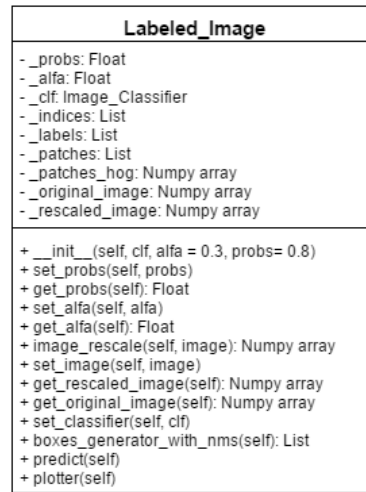 Labeled_Image
- _probs: Float
- _alfa: Float
- _clf: Image_Classifier
- _indices: List
- _labels: List
- _patches: List
- _patches_hog: Numpy array
- _original_image: Numpy array
- _rescaled_image: Numpy array
+ __init__(self, clf, alfa = 0.3, probs= 0.8)
+ set_probs(self, probs)
+ get_probs(self): Float
+ set_alfa(self, alfa)
+ get_alfa(self): Float
+ image_rescale(self, image): Numpy array
+ set_image(self, image)
+ get_rescaled_image(self): Numpy array
+ get_original_image(self): Numpy array
+ set_classifier(self, clf)
+ boxes_generator_with_nms(self): List
+ predict(self)
+ plotter(self)